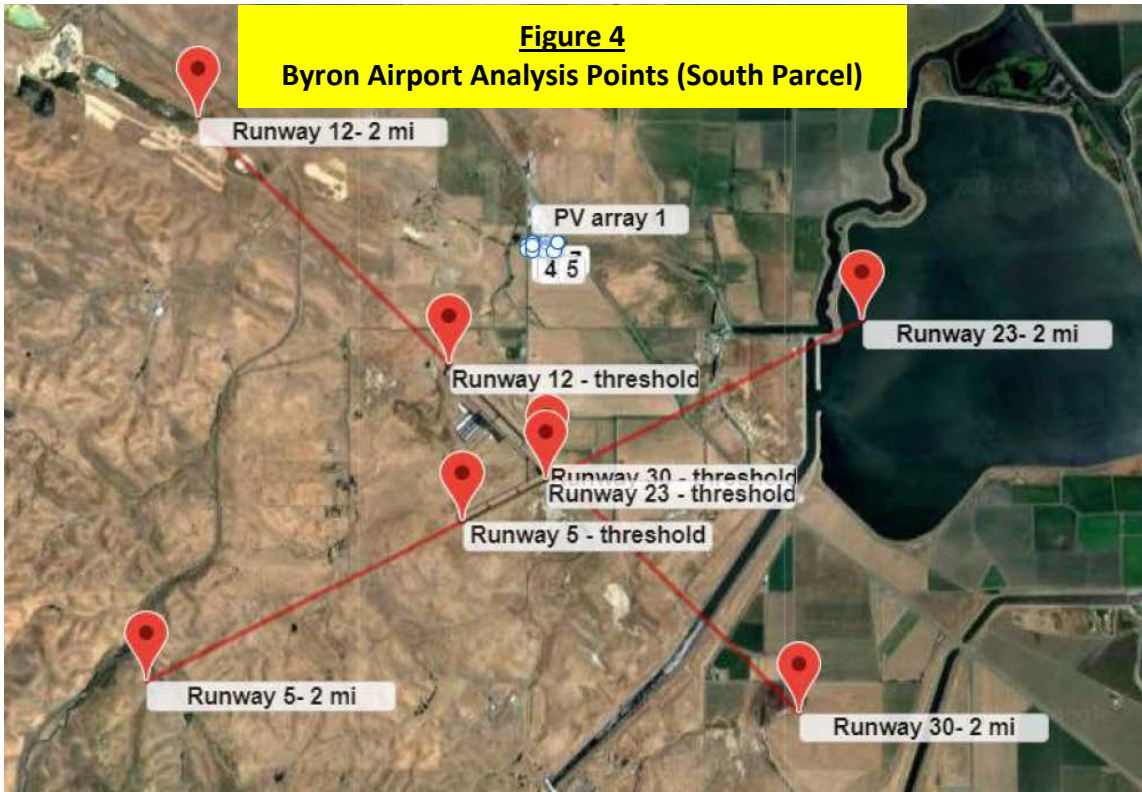 Figure 4
Byron Airport Analysis Points (South Parcel)
Runway 12- 2 mi
PV array 1
4 5 7
Runway 23- 2 mi
Runway 12 - threshold
Runway 30 - threshold
Runway 23 - threshold
Runway 5 - threshold
Runway 5- 2 mi
Runway 30- 2 mi